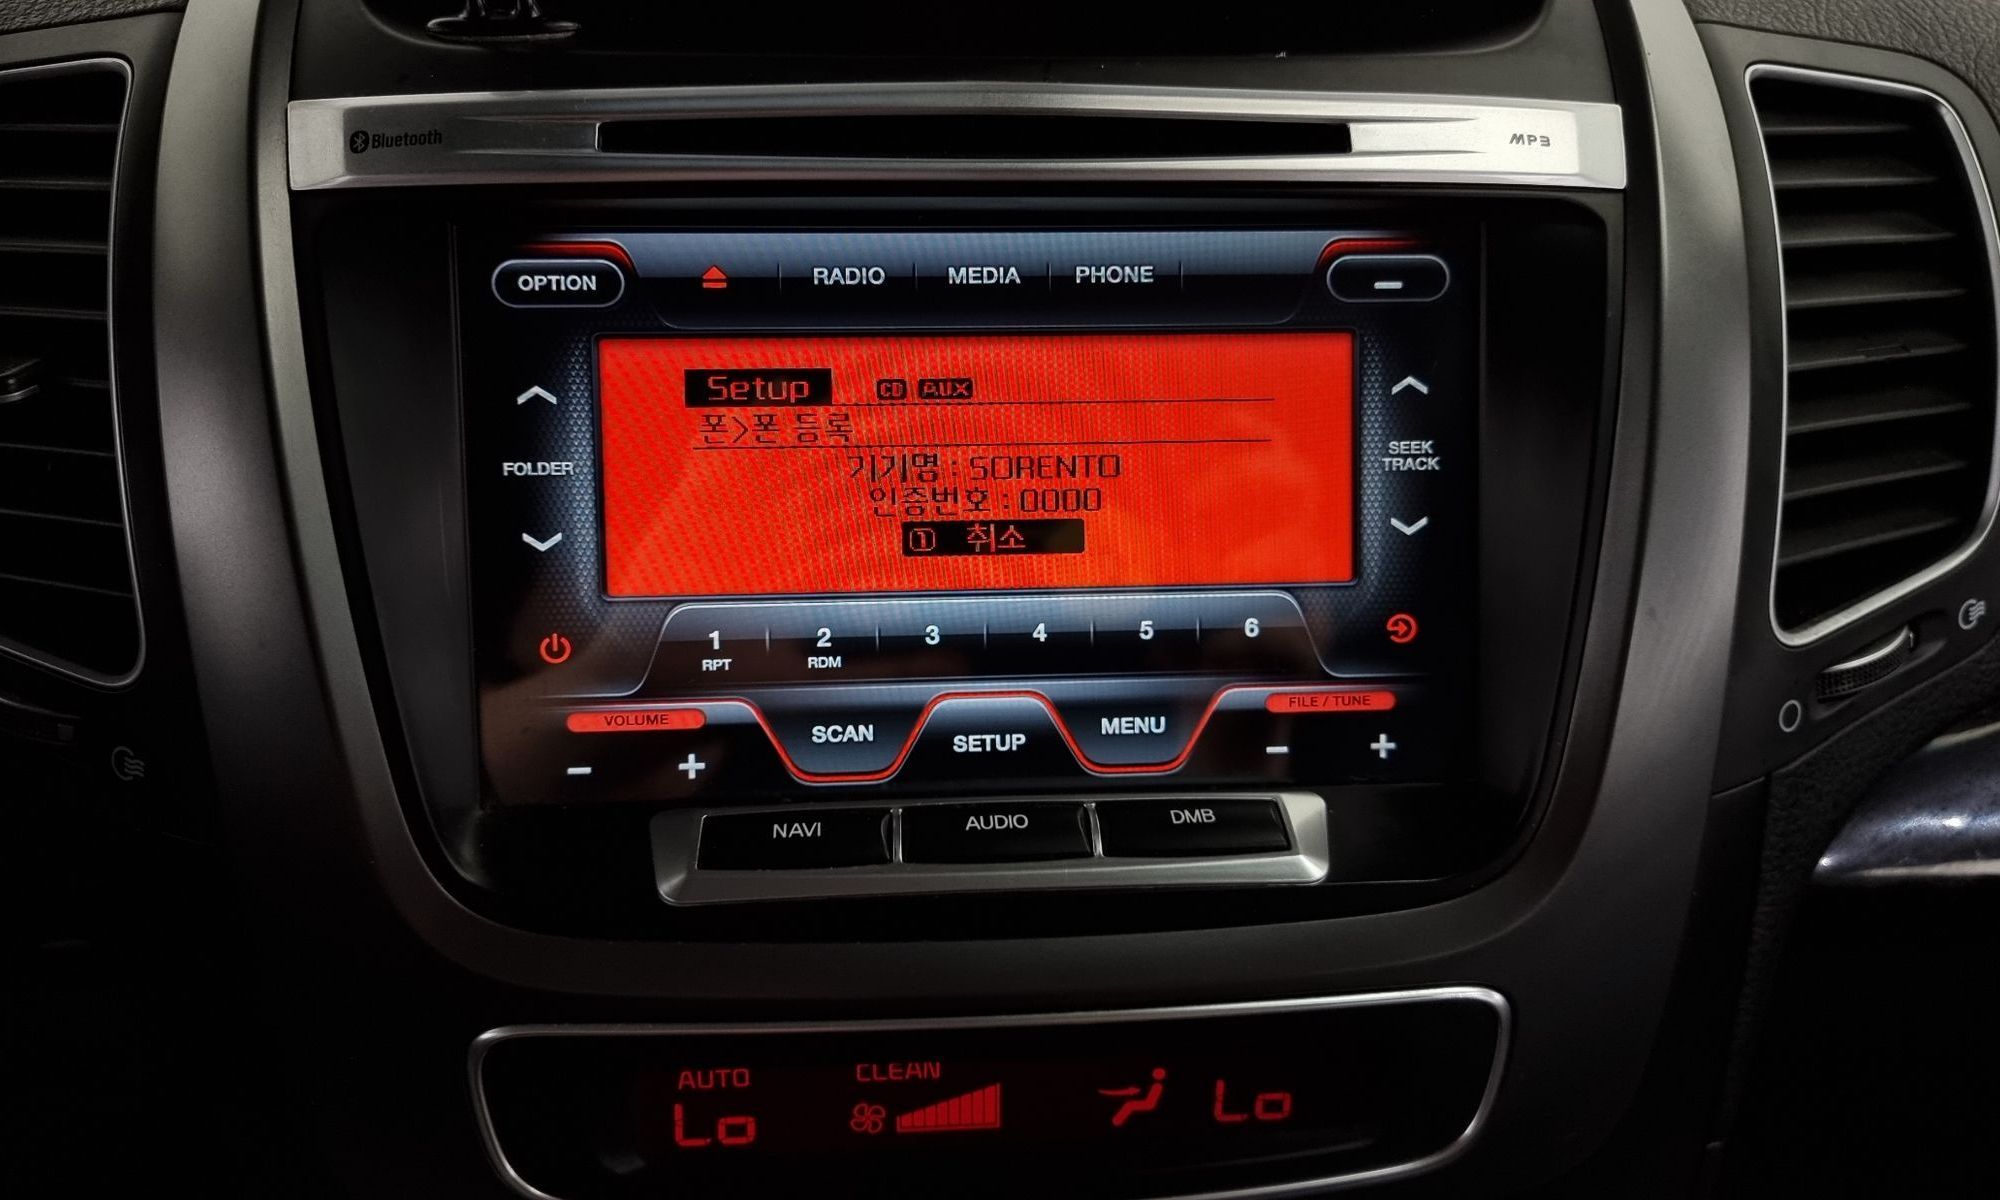 Bluetooth
MP3
OPTION
RADIO MEDIA PHONE
Setup CD AUX
폰>폰 등록
기기명 : SORENTO
인증번호 : 0000
① 취소
FOLDER
SEEK
TRACK
1 2 3 4 5 6
RPT RDM
VOLUME
FILE / TUNE
SCAN SETUP MENU
− + − +
NAVI AUDIO DMB
AUTO CLEAN
Lo Lo